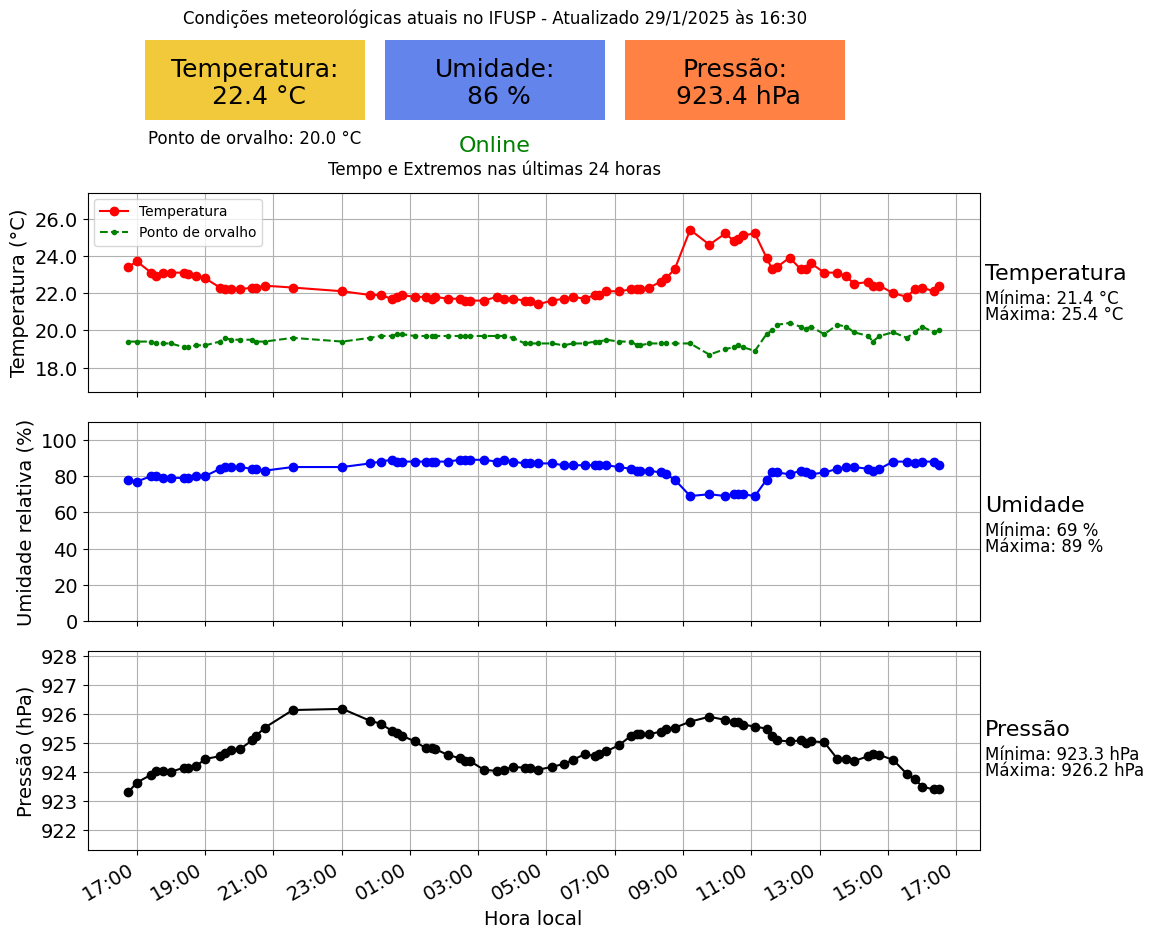 Condições meteorológicas atuais no IFUSP - Atualizado 29/1/2025 às 16:30
Temperatura:
22.4 °C
Umidade:
86 %
Pressão:
923.4 hPa
Ponto de orvalho: 20.0 °C
Online
Tempo e Extremos nas últimas 24 horas
Temperatura (°C)
26.0
24.0
22.0
20.0
18.0
Temperatura
Ponto de orvalho
Temperatura
Mínima: 21.4 °C
Máxima: 25.4 °C
Umidade relativa (%)
100
80
60
40
20
0
Umidade
Mínima: 69 %
Máxima: 89 %
Pressão (hPa)
928
927
926
925
924
923
922
Pressão
Mínima: 923.3 hPa
Máxima: 926.2 hPa
17:00 19:00 21:00 23:00 01:00 03:00 05:00 07:00 09:00 11:00 13:00 15:00 17:00
Hora local